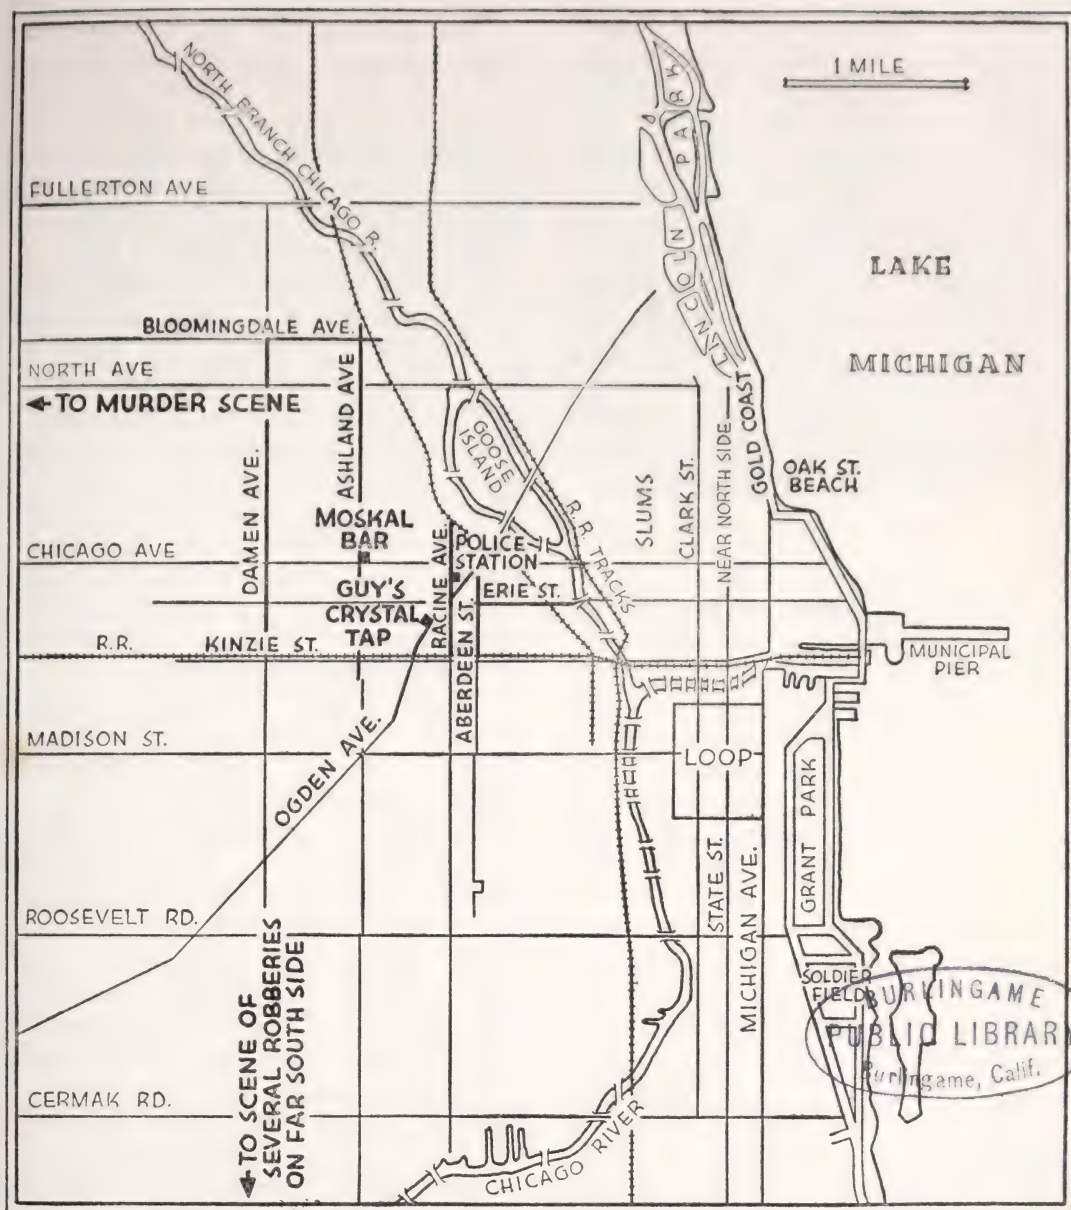 1 MILE
NORTH BRANCH CHICAGO R.
LINCOLN PARK
FULLERTON AVE
LAKE
MICHIGAN
BLOOMINGDALE AVE.
NORTH AVE
←TO MURDER SCENE
ASHLAND AVE
DAMEN AVE.
GOOSE
ISLAND
GOLD COAST
OAK ST.
BEACH
MOSKAL
BAR
SLUMS
CLARK ST.
NEAR NORTH SIDE
R.R. TRACKS
CHICAGO AVE
RACINE AVE.
POLICE
STATION
GUY'S
CRYSTAL
TAP
ERIE ST.
ABERDEEN ST.
R.R.
KINZIE ST.
MUNICIPAL
PIER
MADISON ST.
OGDEN AVE.
LOOP
GRANT PARK
STATE ST.
MICHIGAN AVE.
ROOSEVELT RD.
SOLDIER
FIELD
BURLINGAME
PUBLIC LIBRARY
Burlingame, Calif.
←TO SCENE OF
SEVERAL ROBBERIES
ON FAR SOUTH SIDE
CERMAK RD.
CHICAGO RIVER